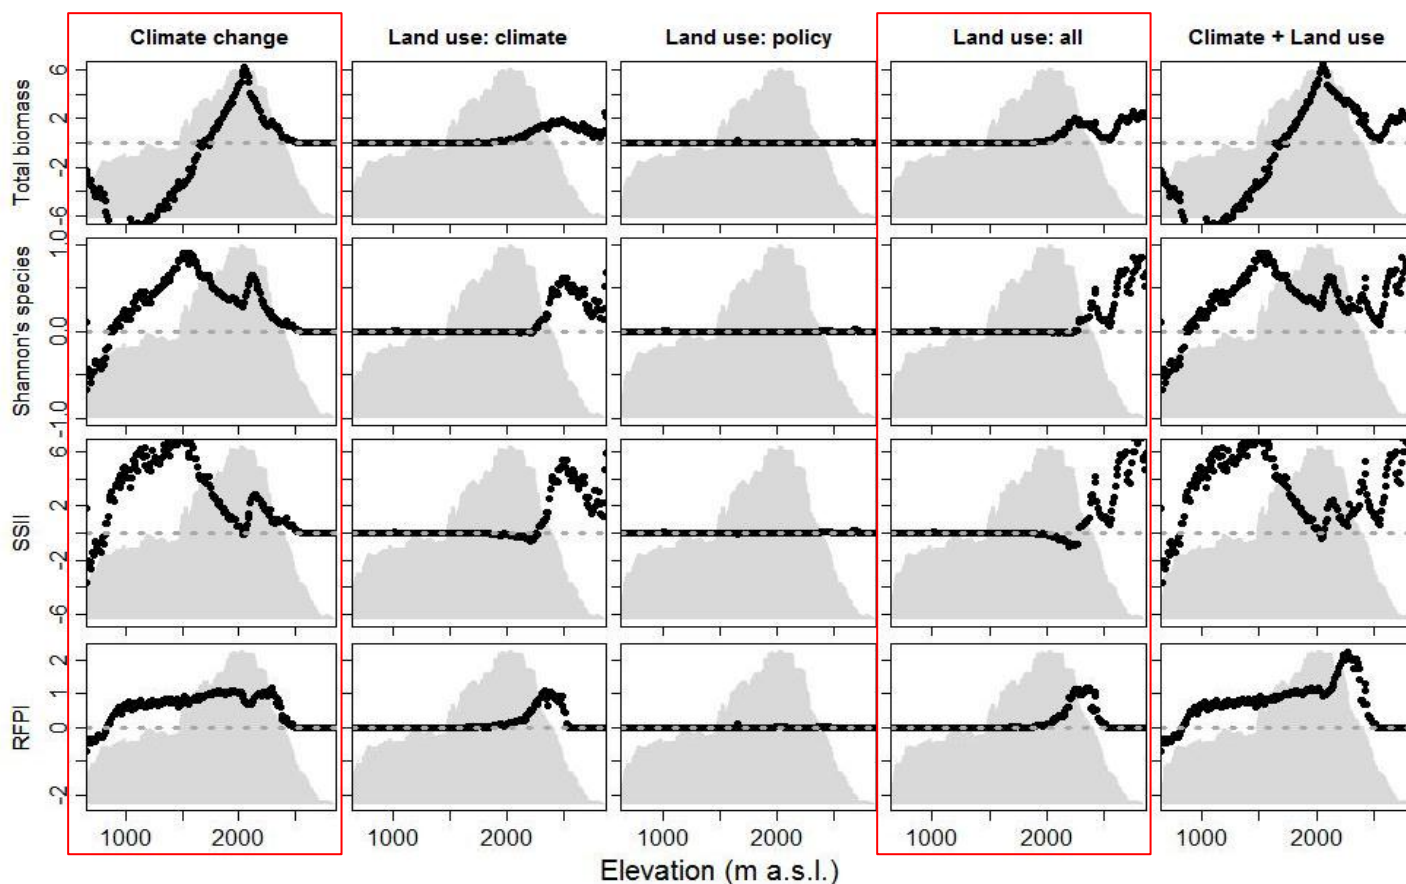 Climate change
Land use: climate
Land use: policy
Land use: all
Climate + Land use
Total biomass
6
2
-2
-6
Shannon's species
1.0
0.0
-1.0
SSII
6
2
-2
-6
RFPI
2
1
0
-2
1000 2000 1000 2000 1000 2000 1000 2000 1000 2000
Elevation (m a.s.l.)